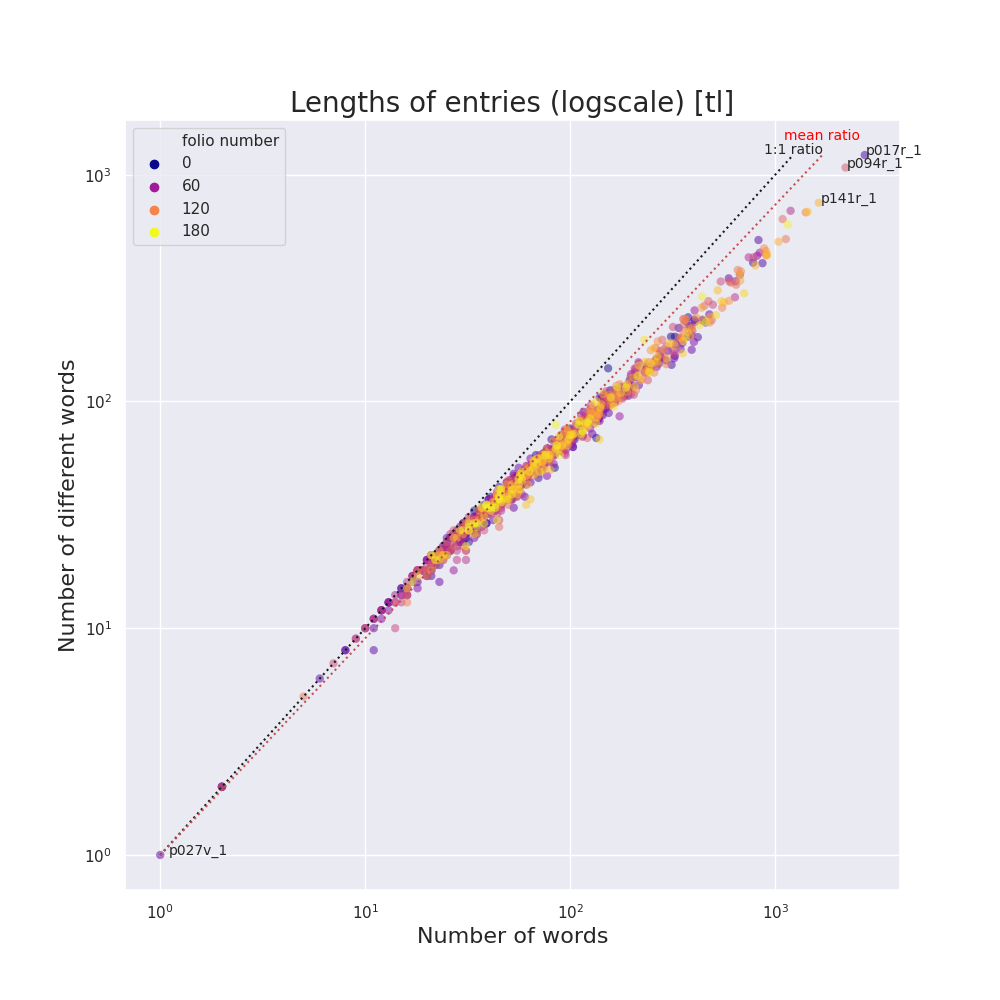 Lengths of entries (logscale) [tl]
folio number
0
60
120
180
mean ratio
1:1 ratio
p017r_1
p094r_1
p141r_1
p027v_1
10³
10²
10¹
10⁰
Number of different words
10⁰
10¹
10²
10³
Number of words